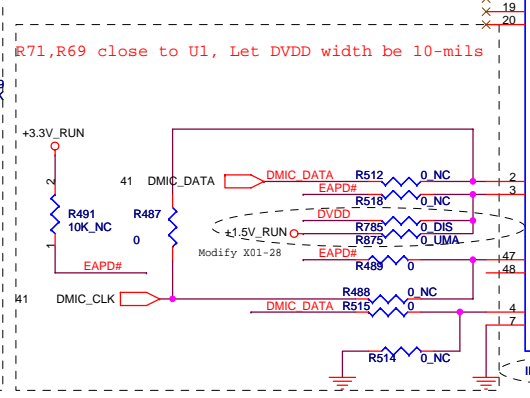 19
20
R71,R69 close to U1, Let DVDD width be 10-mils
+3.3V_RUN
41 DMIC_DATA
DMIC_DATA R512 0_NC 2
EAPD# R518 0_NC 3
2
1
R491
10K_NC
R487
0
DVDD R785 0_DIS
+1.5V_RUN R875 0_UMA
Modify X01-28
EAPD# R489 0 47
48
EAPD#
41 DMIC_CLK
R488 0_NC
DMIC_DATA R515 0 4
7
R514 0_NC